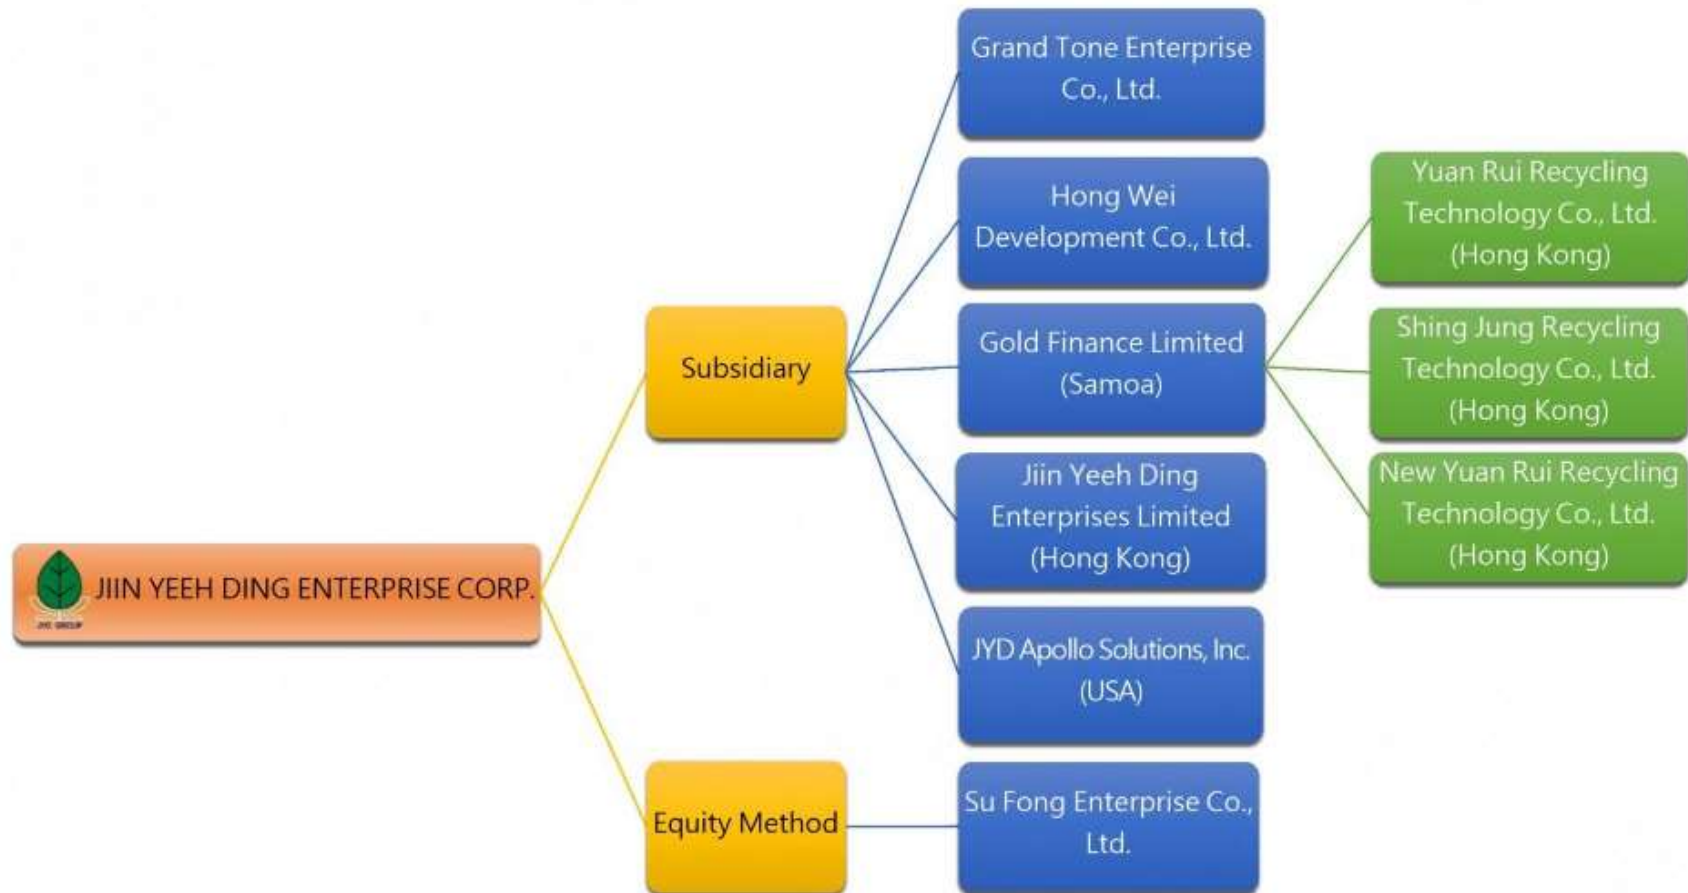 JIIN YEEH DING ENTERPRISE CORP.
Subsidiary
Equity Method
Grand Tone Enterprise
Co., Ltd.
Hong Wei
Development Co., Ltd.
Gold Finance Limited
(Samoa)
Jiin Yeeh Ding
Enterprises Limited
(Hong Kong)
JYD Apollo Solutions, Inc.
(USA)
Su Fong Enterprise Co.,
Ltd.
Yuan Rui Recycling
Technology Co., Ltd.
(Hong Kong)
Shing Jung Recycling
Technology Co., Ltd.
(Hong Kong)
New Yuan Rui Recycling
Technology Co., Ltd.
(Hong Kong)